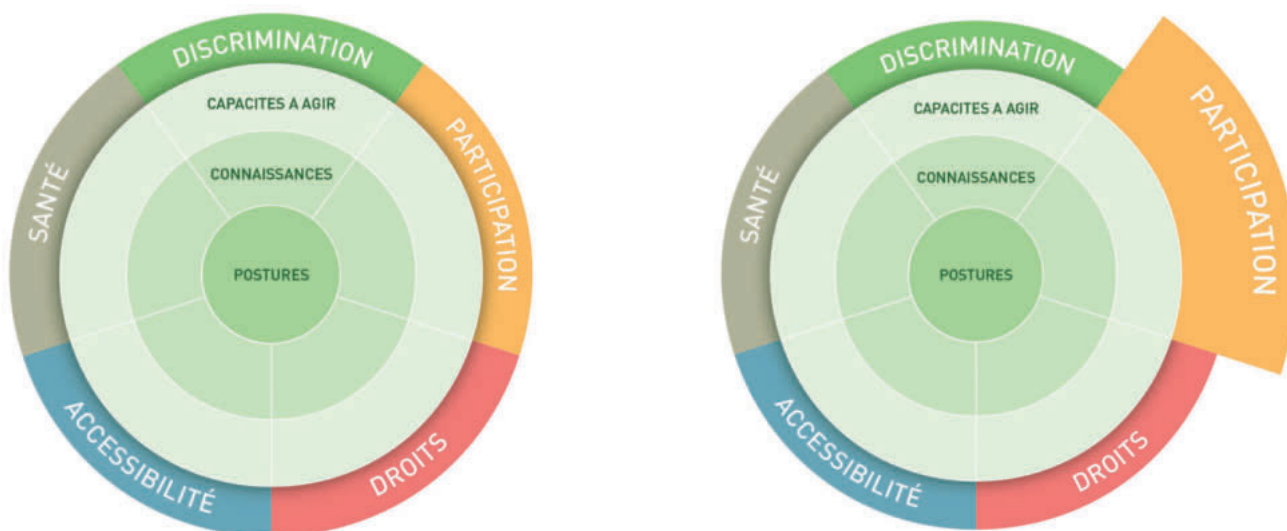 DISCRIMINATION
PARTICIPATION
DROITS
ACCESSIBILITÉ
SANTÉ
CAPACITES A AGIR
CONNAISSANCES
POSTURES
DISCRIMINATION
PARTICIPATION
DROITS
ACCESSIBILITÉ
SANTÉ
CAPACITES A AGIR
CONNAISSANCES
POSTURES